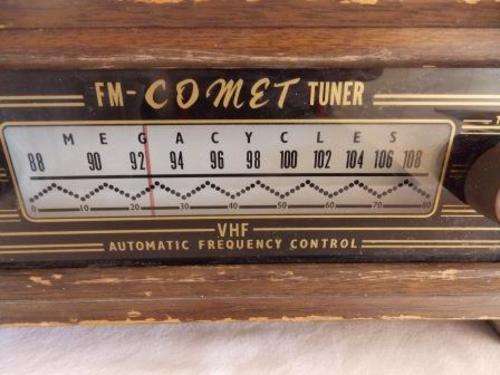 FM-COMET TUNER
MEGACYCLES
88 90 92 94 96 98 100 102 104 106 108
0 10 20 30 40 50 60 70 80
VHF
AUTOMATIC FREQUENCY CONTROL